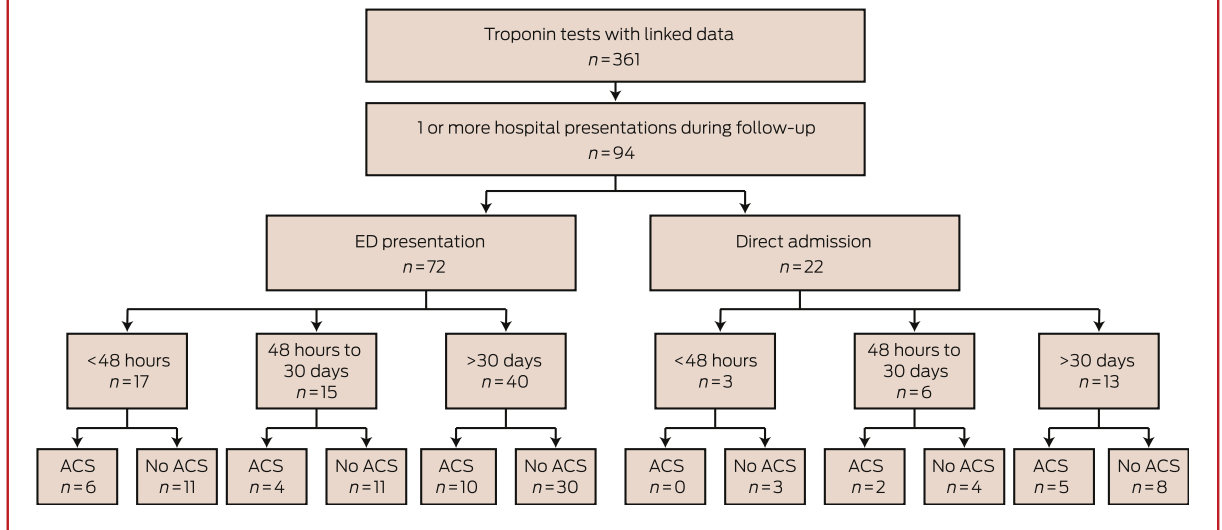 Troponin tests with linked data
n=361
1 or more hospital presentations during follow-up
n=94
ED presentation
n=72
Direct admission
n=22
<48 hours
n=17
48 hours to
30 days
n=15
>30 days
n=40
<48 hours
n=3
48 hours to
30 days
n=6
>30 days
n=13
ACS
n=6
No ACS
n=11
ACS
n=4
No ACS
n=11
ACS
n=10
No ACS
n=30
ACS
n=0
No ACS
n=3
ACS
n=2
No ACS
n=4
ACS
n=5
No ACS
n=8